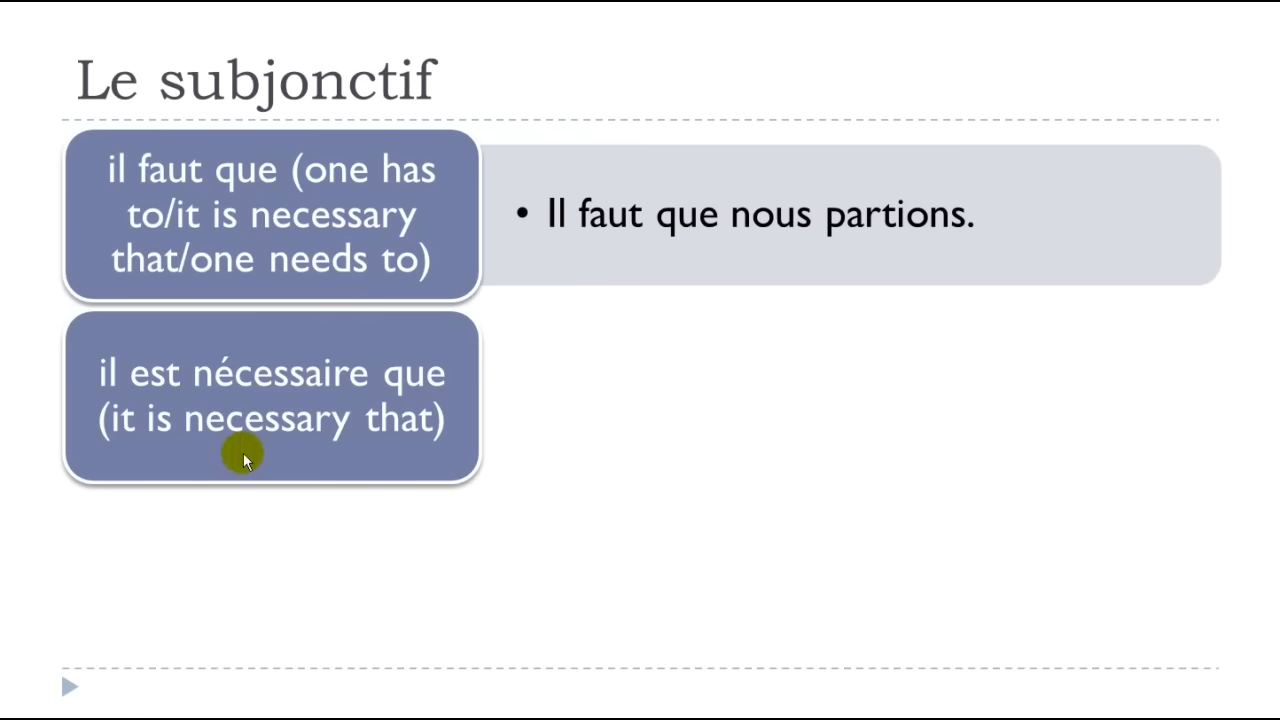 Le subjonctif
il faut que (one has
to/it is necessary
that/one needs to)
• Il faut que nous partions.
il est nécessaire que
(it is necessary that)